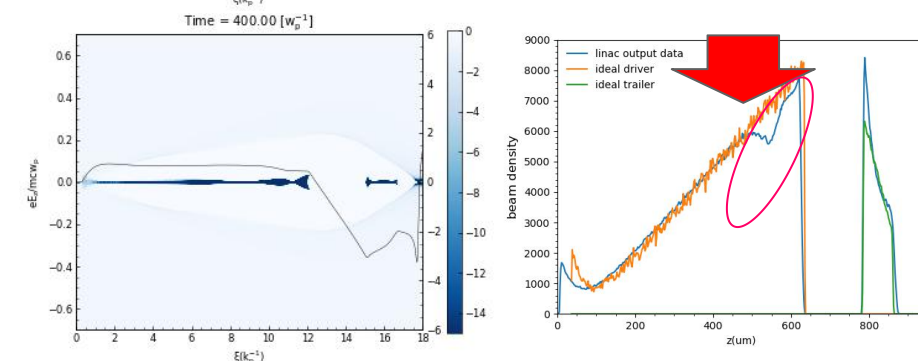 ξ(k_p^-1)
Time = 400.00 [w_p^-1]
0.6
0.4
0.2
0.0
−0.2
−0.4
−0.6
eE_z/mcw_p
0 2 4 6 8 10 12 14 16 18
ξ(k_p^-1)
6
4
2
0
−2
−4
−6
0
−2
−4
−6
−8
−10
−12
−14
9000
8000
7000
6000
5000
4000
3000
2000
1000
0
beam density
linac output data
ideal driver
ideal trailer
0 200 400 600 800
z(um)